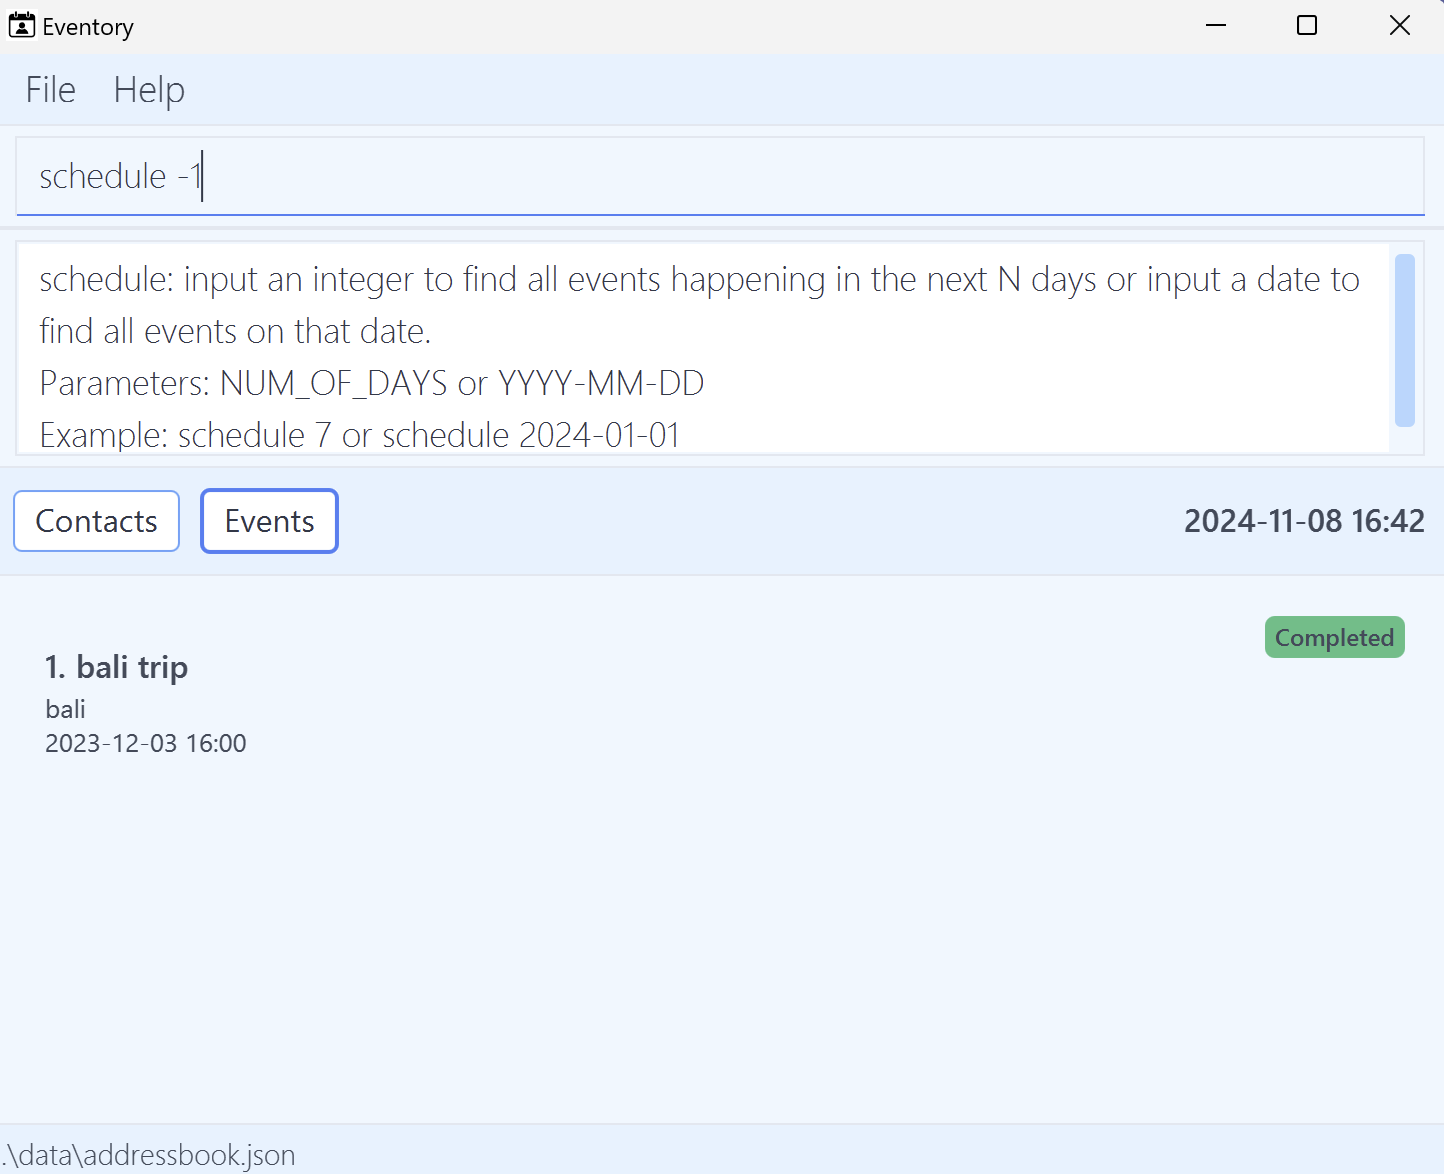 Eventory
File Help
schedule -1
schedule: input an integer to find all events happening in the next N days or input a date to
find all events on that date.
Parameters: NUM_OF_DAYS or YYYY-MM-DD
Example: schedule 7 or schedule 2024-01-01
Contacts Events 2024-11-08 16:42
Completed
1. bali trip
bali
2023-12-03 16:00
.\data\addressbook.json